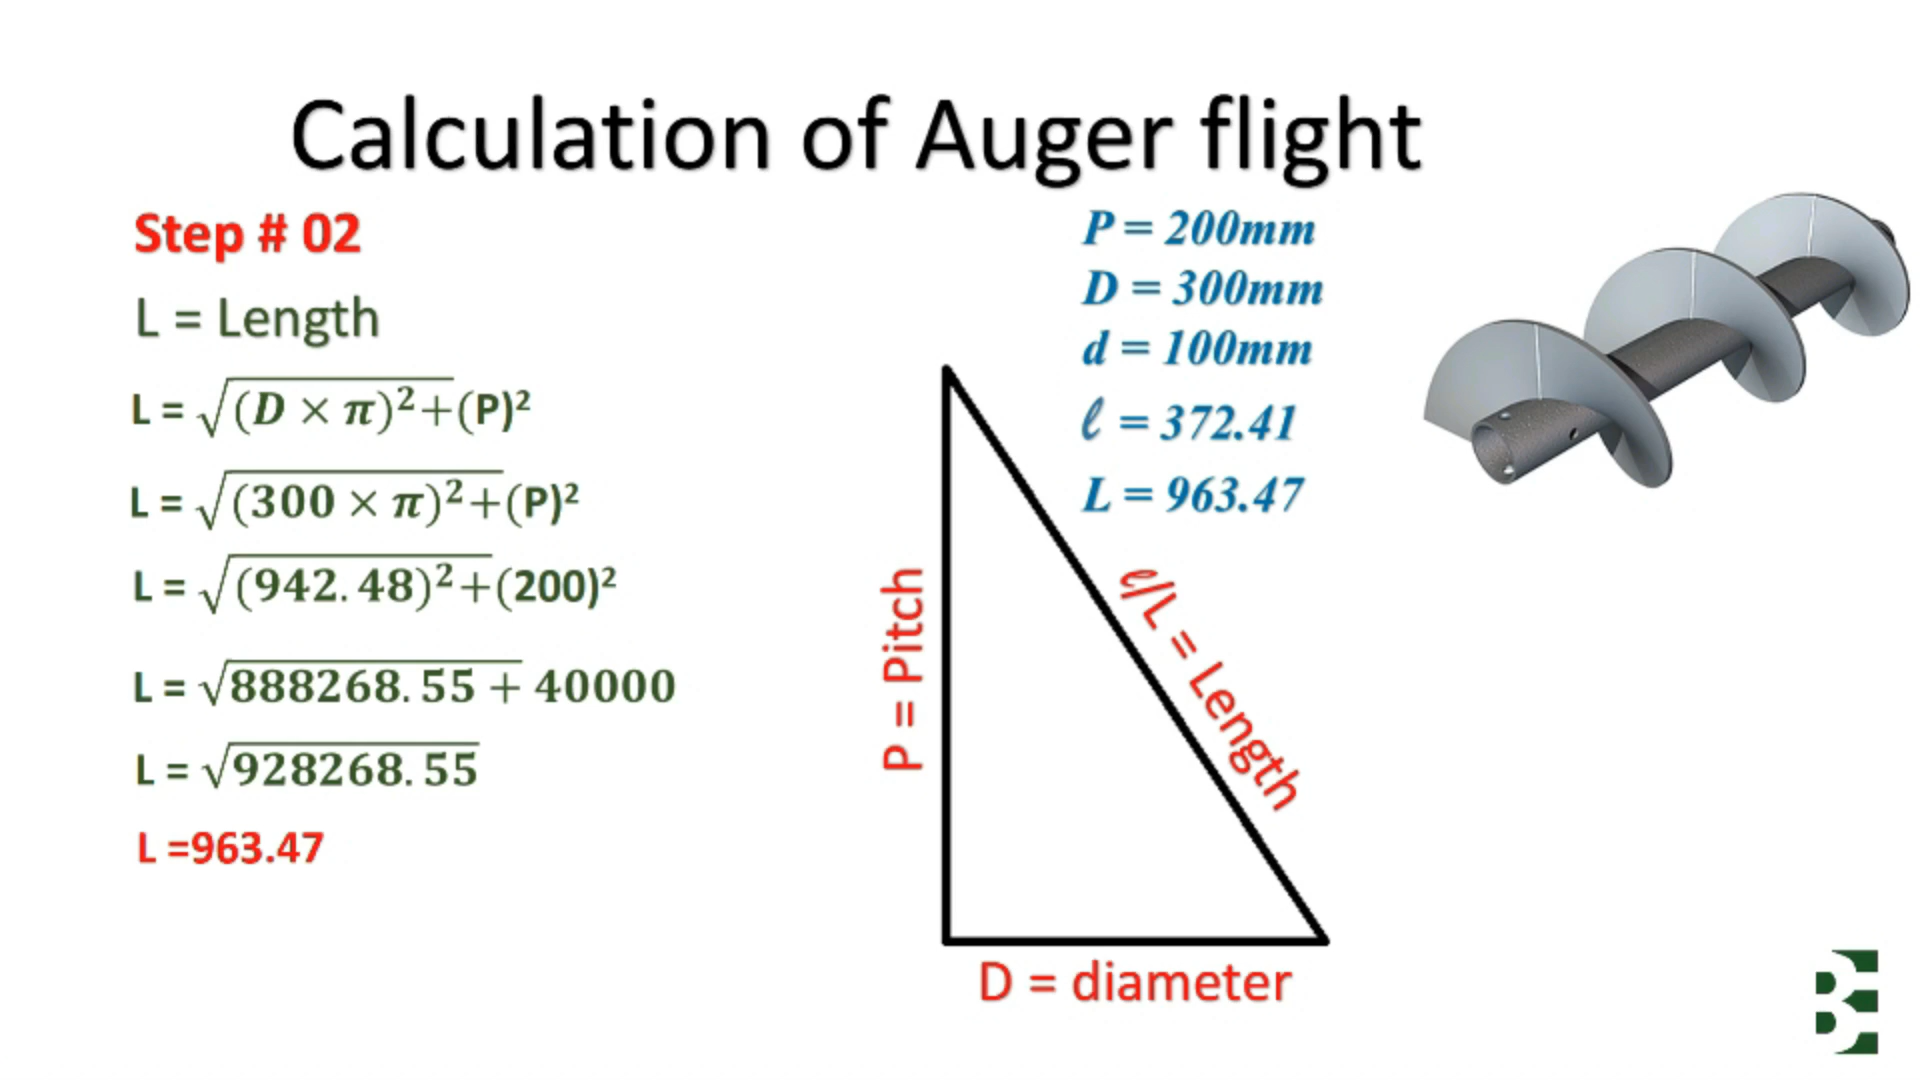 Calculation of Auger flight
Step # 02
L = Length
L = √(D × π)²+(P)²
L = √(300 × π)²+(P)²
L = √(942.48)²+(200)²
L = √888268.55 + 40000
L = √928268.55
L =963.47
P = 200mm
D = 300mm
d = 100mm
ℓ = 372.41
L = 963.47
P = Pitch
ℓ/L = Length
D = diameter